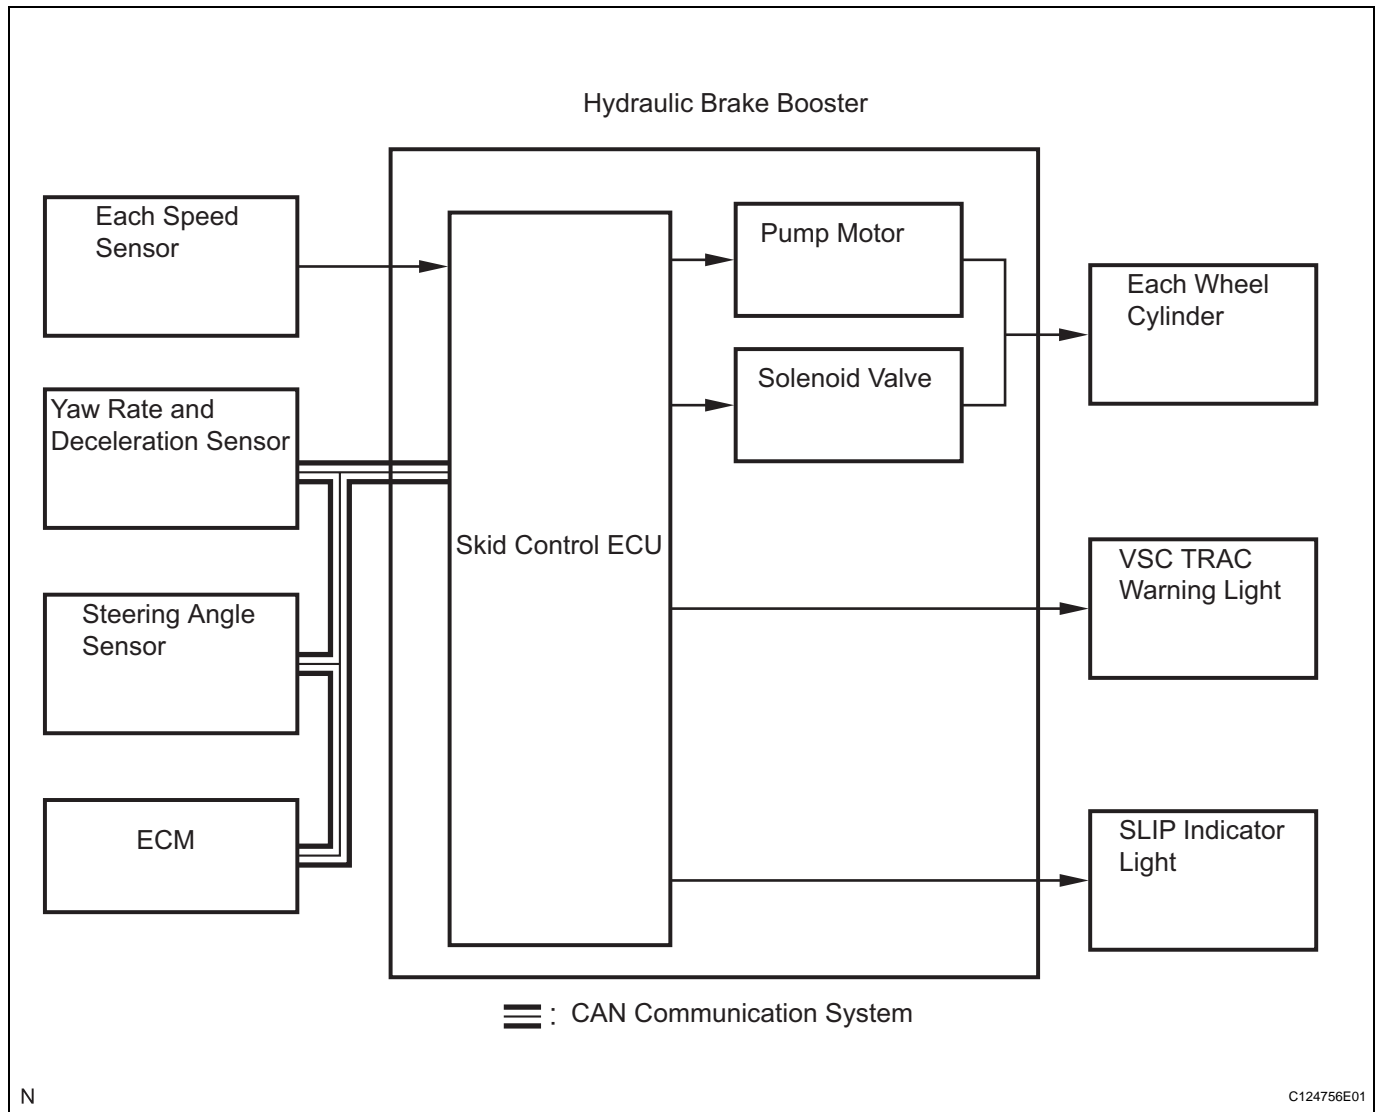 Hydraulic Brake Booster
Each Speed
Sensor
Yaw Rate and
Deceleration Sensor
Steering Angle
Sensor
ECM
Skid Control ECU
Pump Motor
Solenoid Valve
Each Wheel
Cylinder
VSC TRAC
Warning Light
SLIP Indicator
Light
: CAN Communication System
N
C124756E01